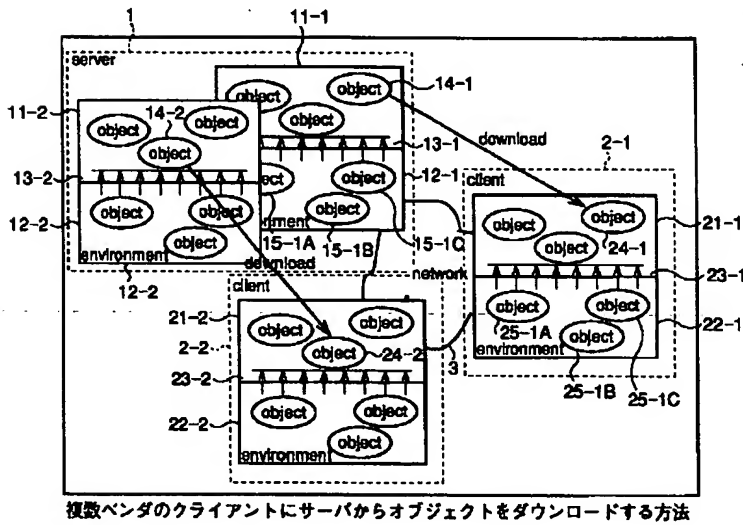 1
11-1
server
object
object
14-1
11-2
14-2
object
object
object
object
download
2-1
13-2
13-1
client
12-1
12-2
object
object
object
object
object
object
21-1
object
object
24-1
15-1A
15-1B
15-1C
object
environment
12-2
download
network
23-1
client
21-2
object
object
object
object
25-1A
22-1
2-2
object
24-2
3
object
environment
23-2
25-1B
25-1C
object
object
22-2
object
environment
複数ベンダのクライアントにサーバからオブジェクトをダウンロードする方法